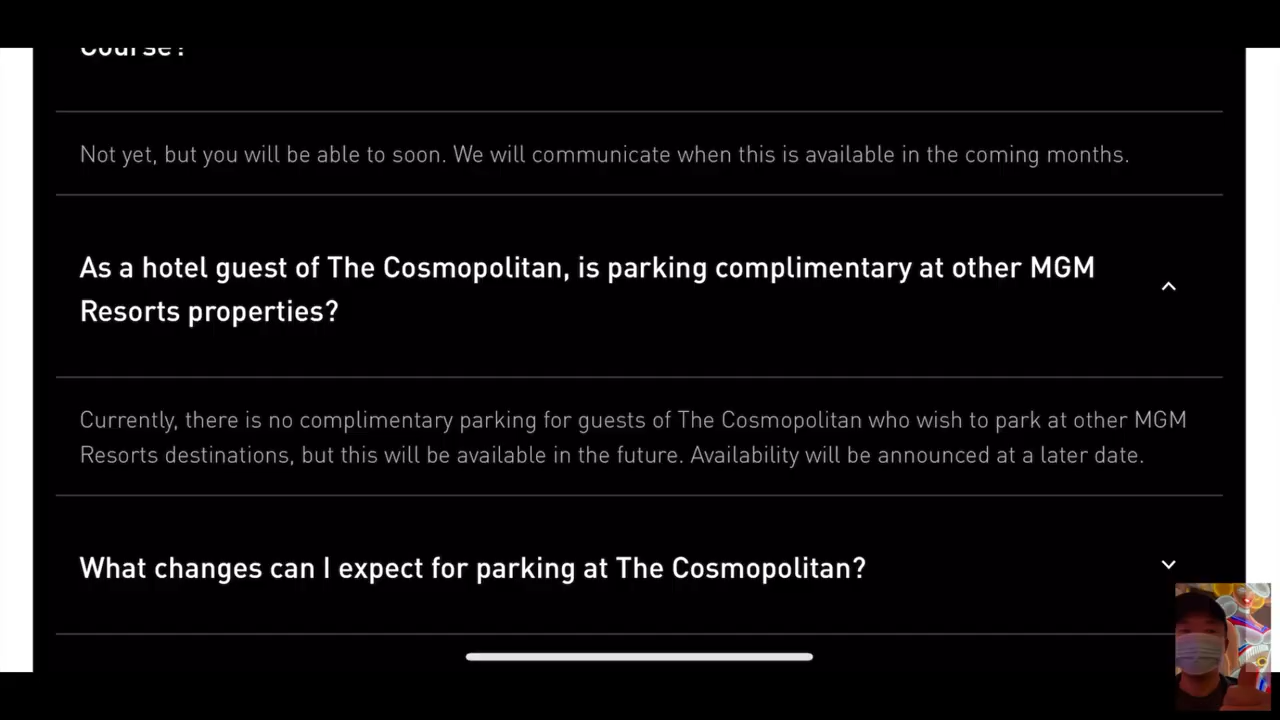 Course?
Not yet, but you will be able to soon. We will communicate when this is available in the coming months.
As a hotel guest of The Cosmopolitan, is parking complimentary at other MGM
Resorts properties?
Currently, there is no complimentary parking for guests of The Cosmopolitan who wish to park at other MGM
Resorts destinations, but this will be available in the future. Availability will be announced at a later date.
What changes can I expect for parking at The Cosmopolitan?